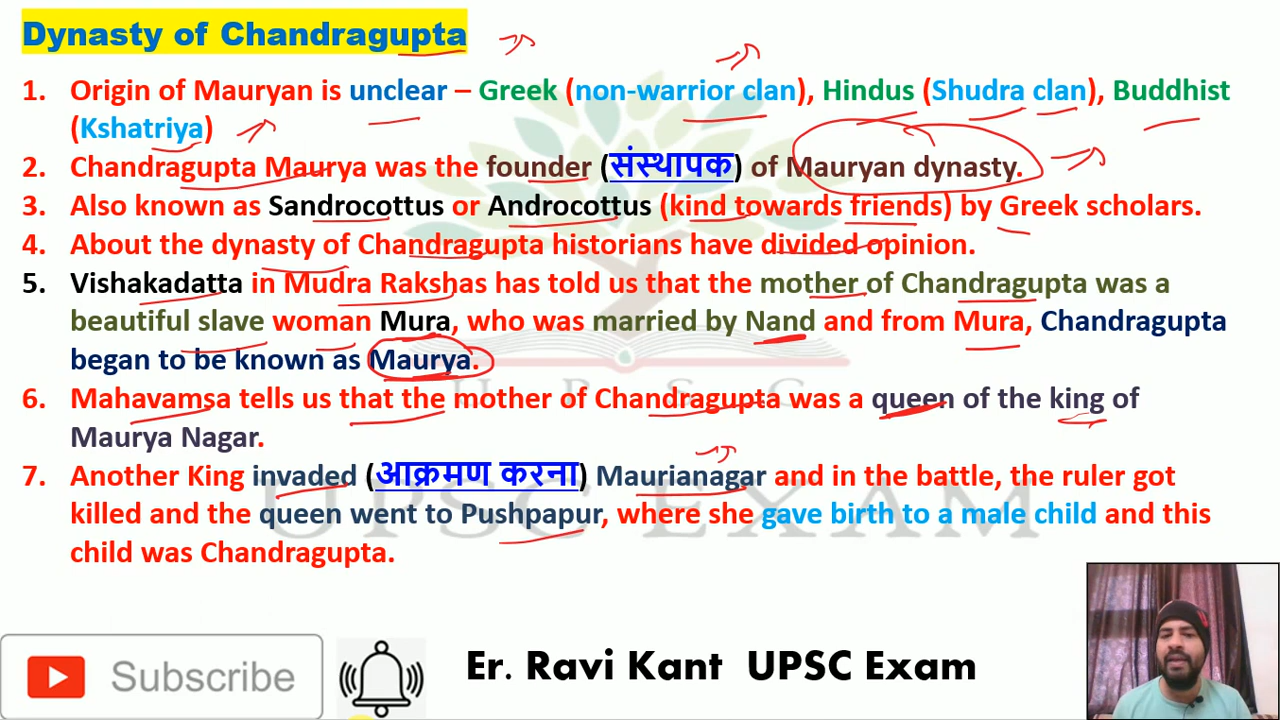 Dynasty of Chandragupta
1. Origin of Mauryan is unclear – Greek (non-warrior clan), Hindus (Shudra clan), Buddhist
(Kshatriya)
2. Chandragupta Maurya was the founder (संस्थापक) of Mauryan dynasty.
3. Also known as Sandrocottus or Androcottus (kind towards friends) by Greek scholars.
4. About the dynasty of Chandragupta historians have divided opinion.
5. Vishakadatta in Mudra Rakshas has told us that the mother of Chandragupta was a
beautiful slave woman Mura, who was married by Nand and from Mura, Chandragupta
began to be known as Maurya.
6. Mahavamsa tells us that the mother of Chandragupta was a queen of the king of
Maurya Nagar.
7. Another King invaded (आक्रमण करना) Maurianagar and in the battle, the ruler got
killed and the queen went to Pushpapur, where she gave birth to a male child and this
child was Chandragupta.
UPSC
UPSC EXAM
Subscribe
Er. Ravi Kant UPSC Exam